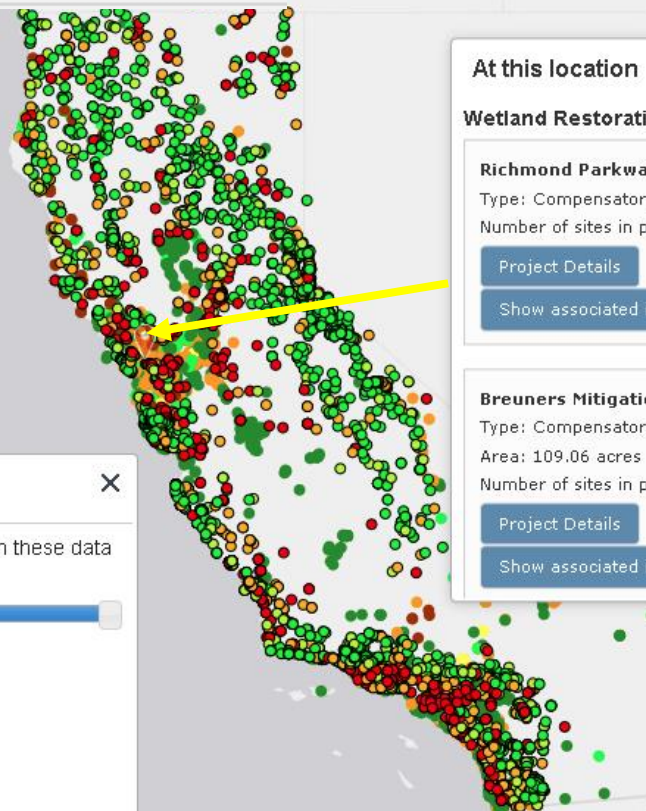 At this location
Wetland Restorati
Richmond Parkwa
Type: Compensator
Number of sites in p
Project Details
Show associated
Breuners Mitigatio
Type: Compensator
Area: 109.06 acres
Number of sites in p
Project Details
Show associated
n these data